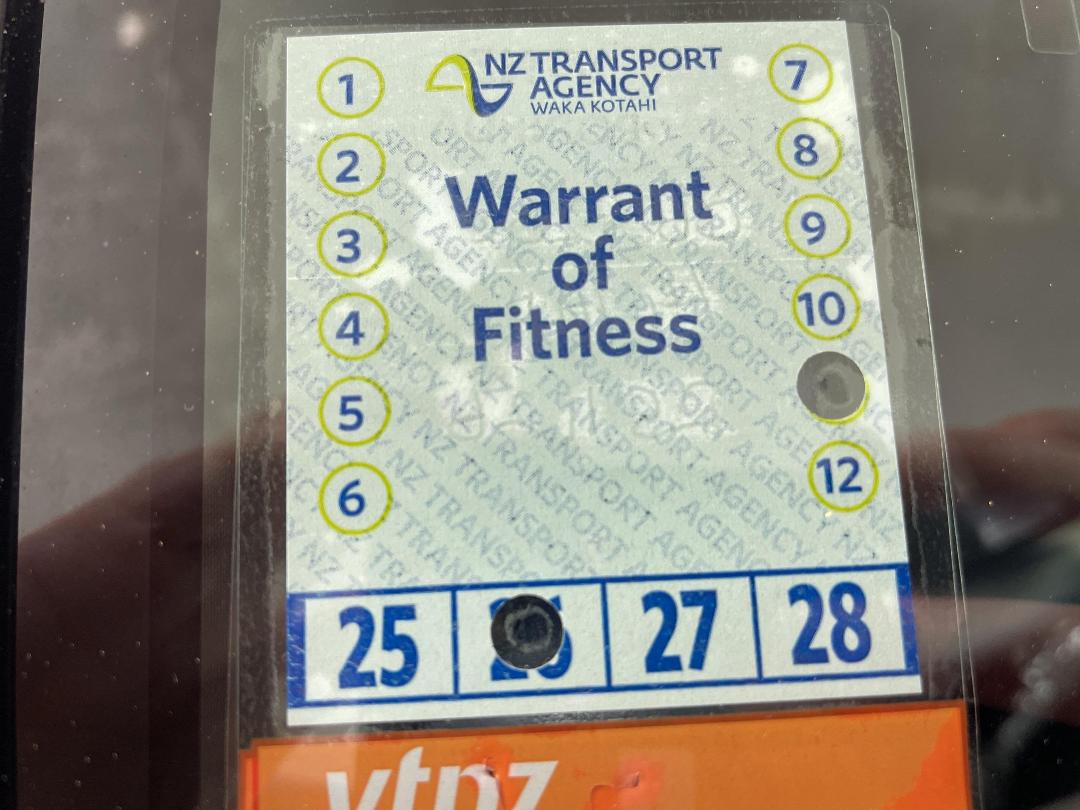 NZ TRANSPORT
AGENCY
WAKA KOTAHI
Warrant
of
Fitness
1
2
3
4
5
6
7
8
9
10
12
25
26
27
28
vtnz